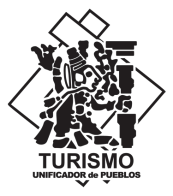 TURISMO
UNIFICADOR de PUEBLOS